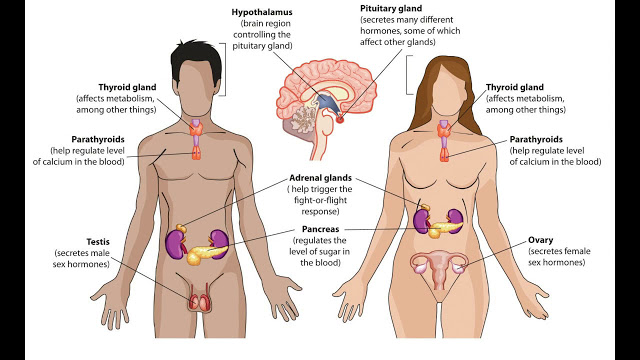 Hypothalamus
(brain region
controlling the
pituitary gland)
Pituitary gland
(secretes many different
hormones, some of which
affect other glands)
Thyroid gland
(affects metabolism,
among other things)
Parathyroids
(help regulate level
of calcium in the blood)
Thyroid gland
(affects metabolism,
among other things)
Parathyroids
(help regulate level
of calcium in the blood)
Adrenal glands
( help trigger the
fight-or-flight
response)
Pancreas
(regulates the
level of sugar in
the blood)
Testis
(secretes male
sex hormones)
Ovary
(secretes female
sex hormones)